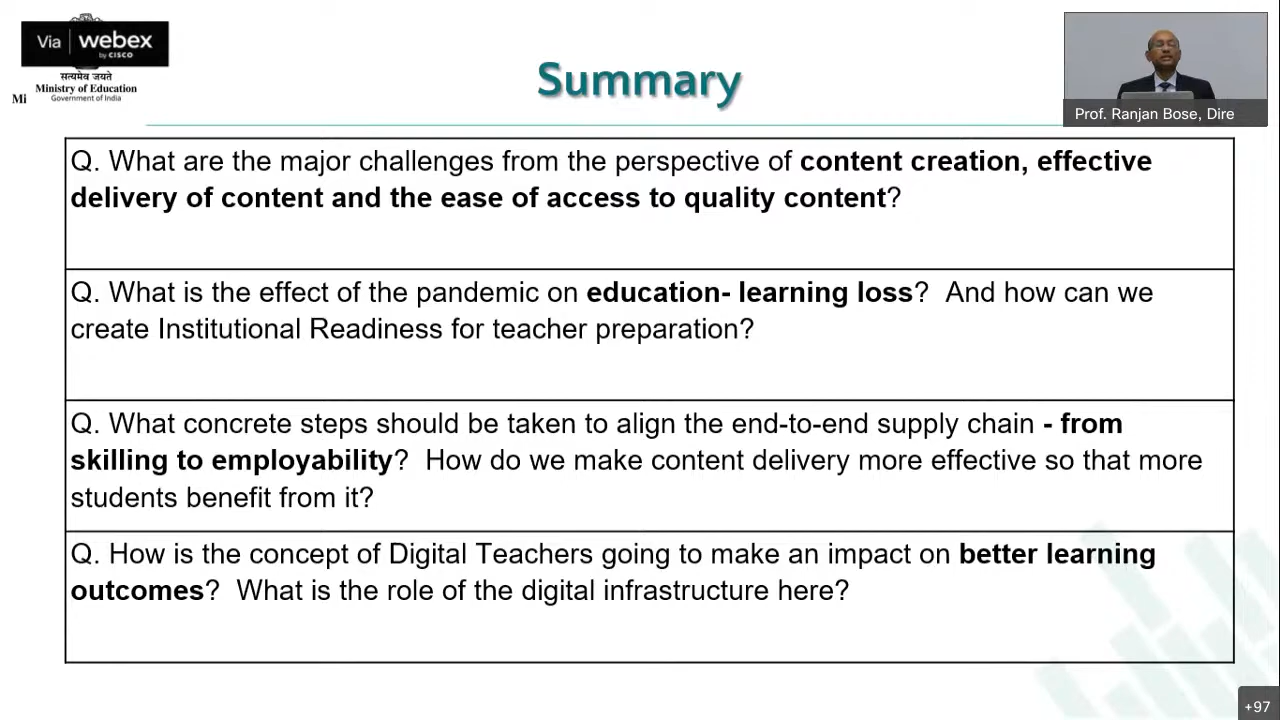 Via webex
by CISCO
सत्यमेव जयते
Ministry of Education
Government of India
Mi
Summary
Prof. Ranjan Bose, Dire
Q. What are the major challenges from the perspective of content creation, effective
delivery of content and the ease of access to quality content?
Q. What is the effect of the pandemic on education- learning loss? And how can we
create Institutional Readiness for teacher preparation?
Q. What concrete steps should be taken to align the end-to-end supply chain - from
skilling to employability? How do we make content delivery more effective so that more
students benefit from it?
Q. How is the concept of Digital Teachers going to make an impact on better learning
outcomes? What is the role of the digital infrastructure here?
+97